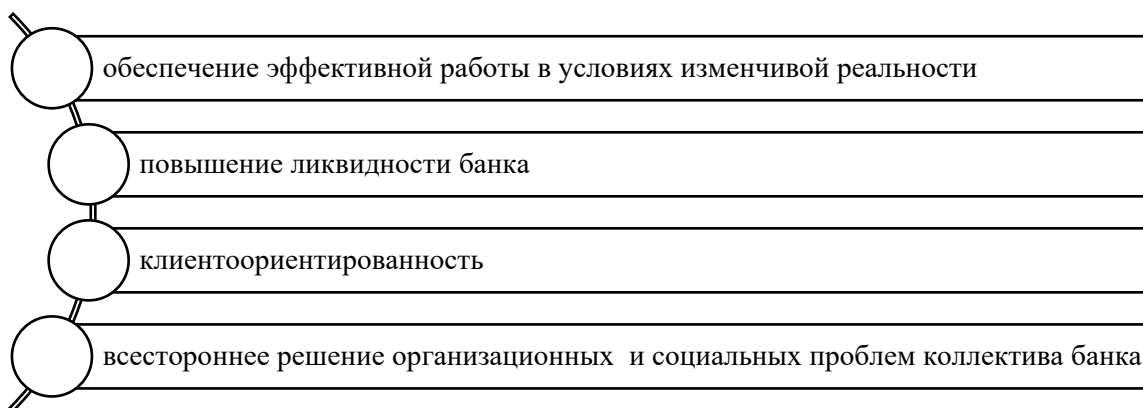 обеспечение эффективной работы в условиях изменчивой реальности
повышение ликвидности банка
клиентоориентированность
всестороннее решение организационных  и социальных проблем коллектива банка